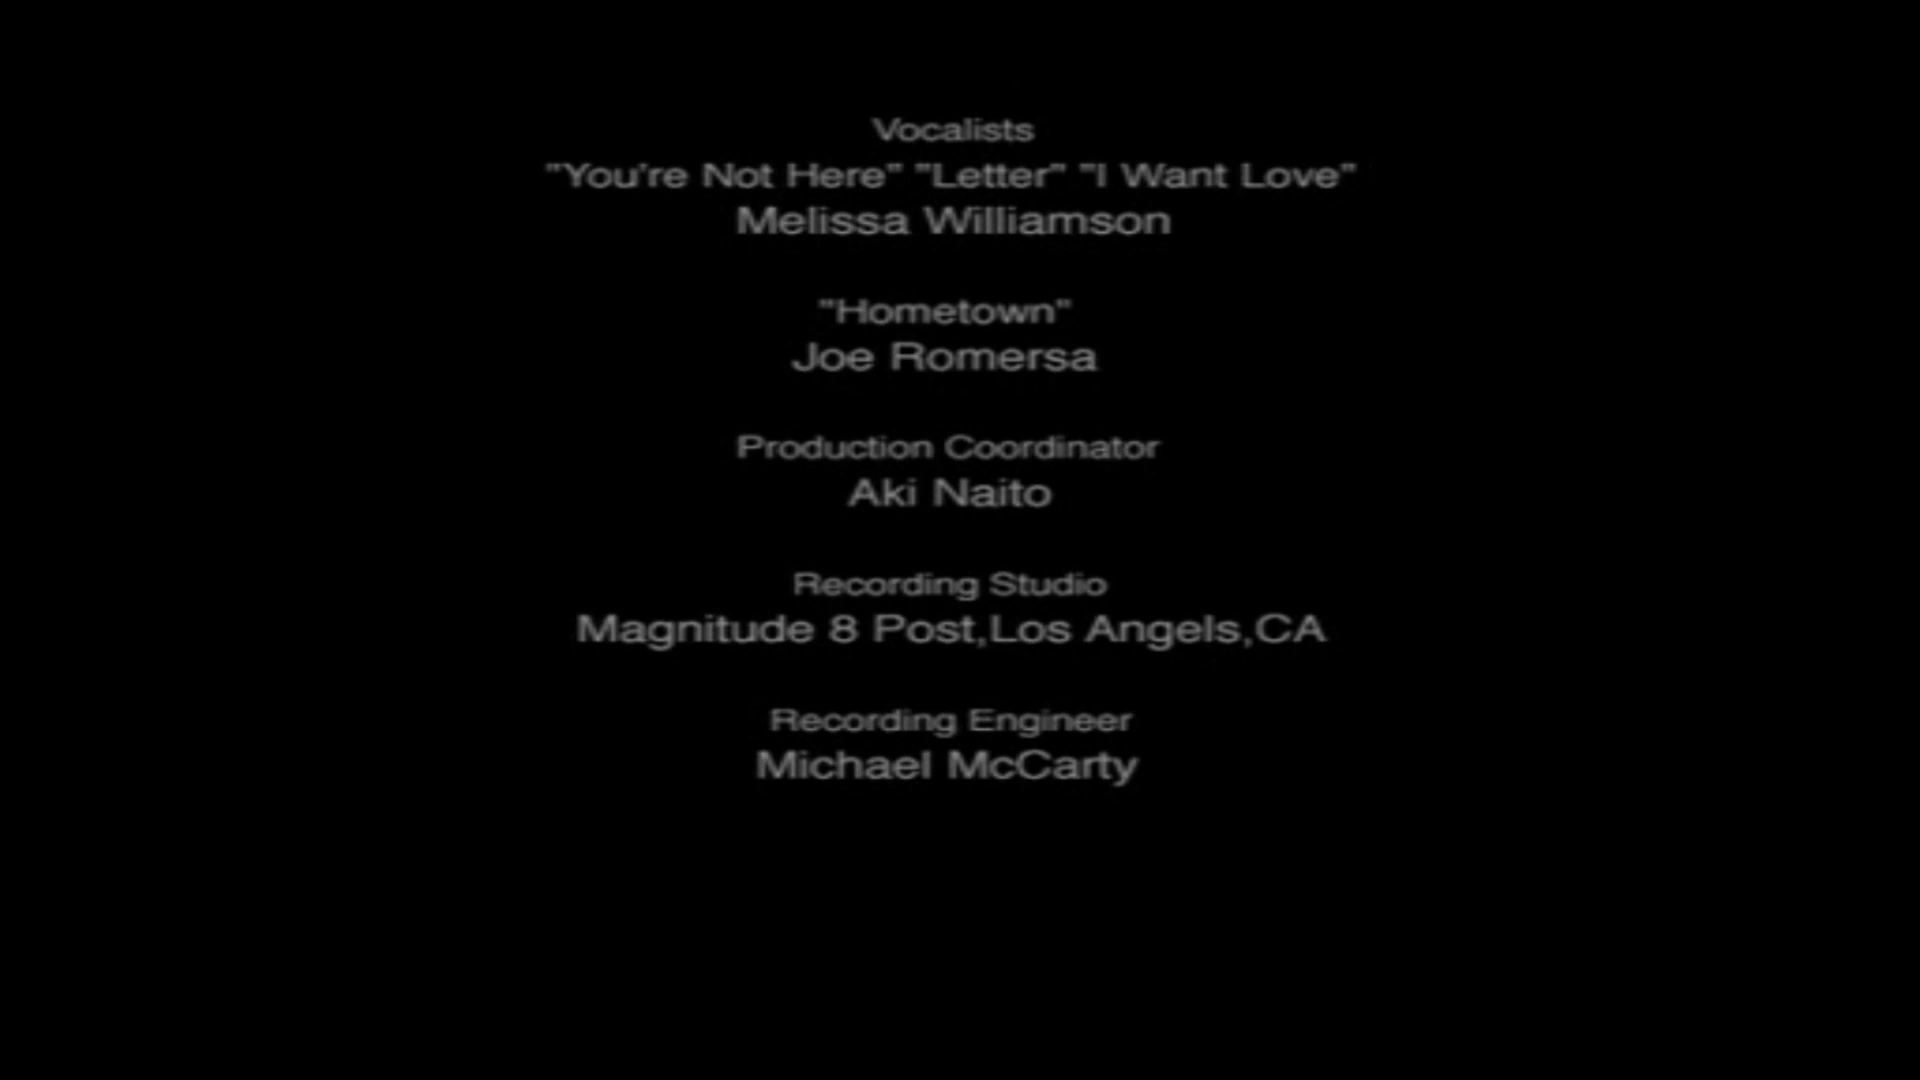 Vocalists
"You're Not Here" "Letter" "I Want Love"
Melissa Williamson
"Hometown"
Joe Romersa
Production Coordinator
Aki Naito
Recording Studio
Magnitude 8 Post,Los Angels,CA
Recording Engineer
Michael McCarty